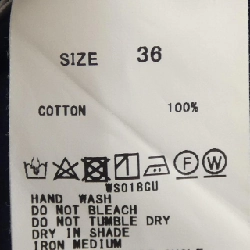 SIZE 36
COTTON 100%
F W
WS018GU
HAND WASH
DO NOT BLEACH
DO NOT TUMBLE DRY
DRY IN SHADE
IRON MEDIUM